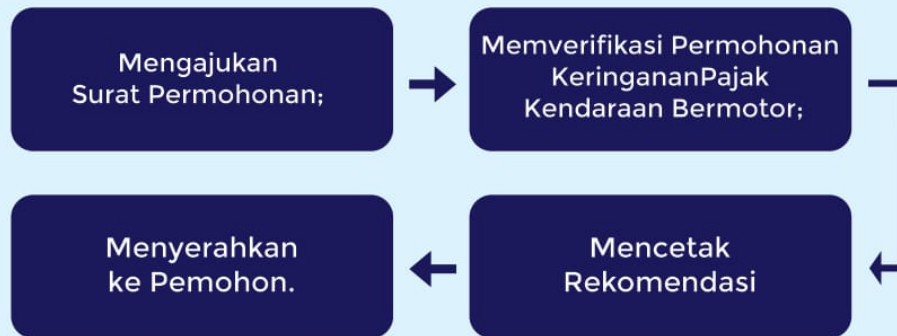 Mengajukan
Surat Permohonan;
Memverifikasi Permohonan
KeringananPajak
Kendaraan Bermotor;
Mencetak
Rekomendasi
Menyerahkan
ke Pemohon.